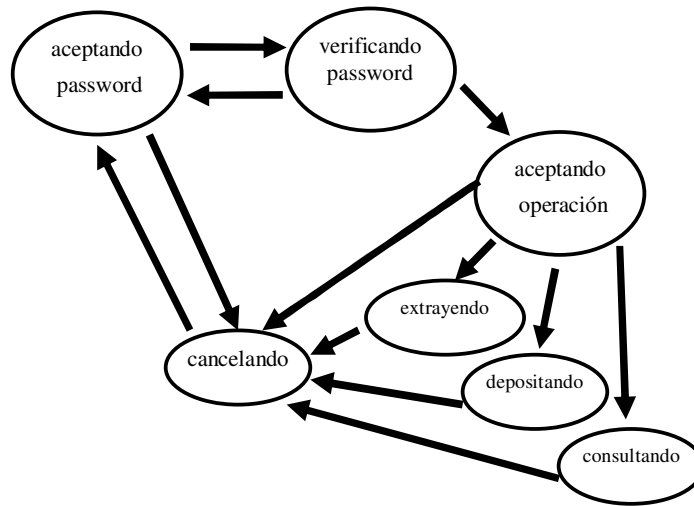 aceptando
password
verificando
password
aceptando
operación
extrayendo
cancelando
depositando
consultando